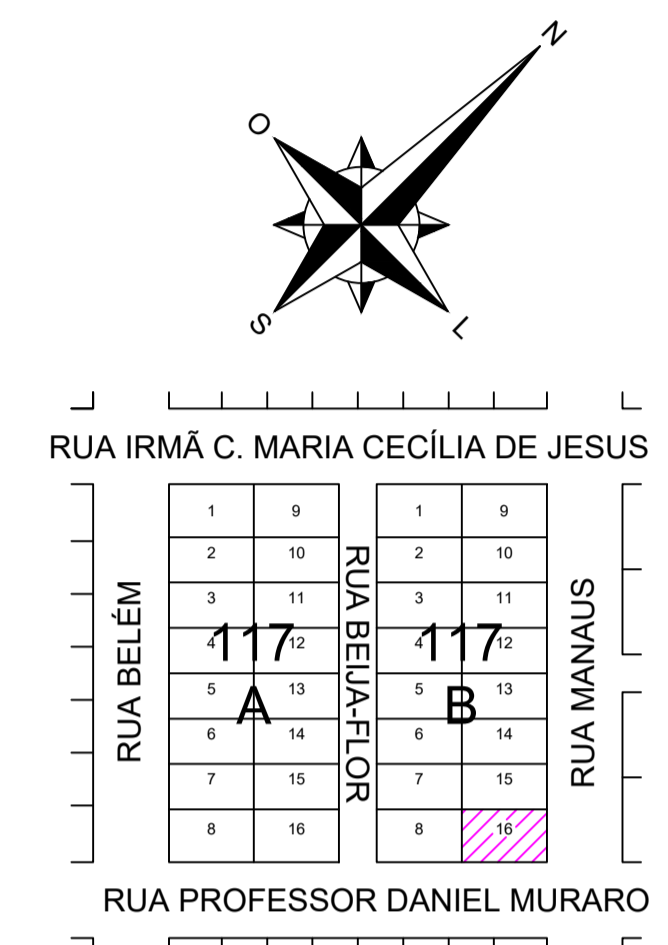 N
O
S
L
RUA IRMÃ C. MARIA CECÍLIA DE JESUS
RUA BELÉM
1 9
2 10
3 11
4 12
5 13
6 14
7 15
8 16
117
A
RUA BEIJA-FLOR
1 9
2 10
3 11
4 12
5 13
6 14
7 15
8 16
117
B
RUA MANAUS
RUA PROFESSOR DANIEL MURARO